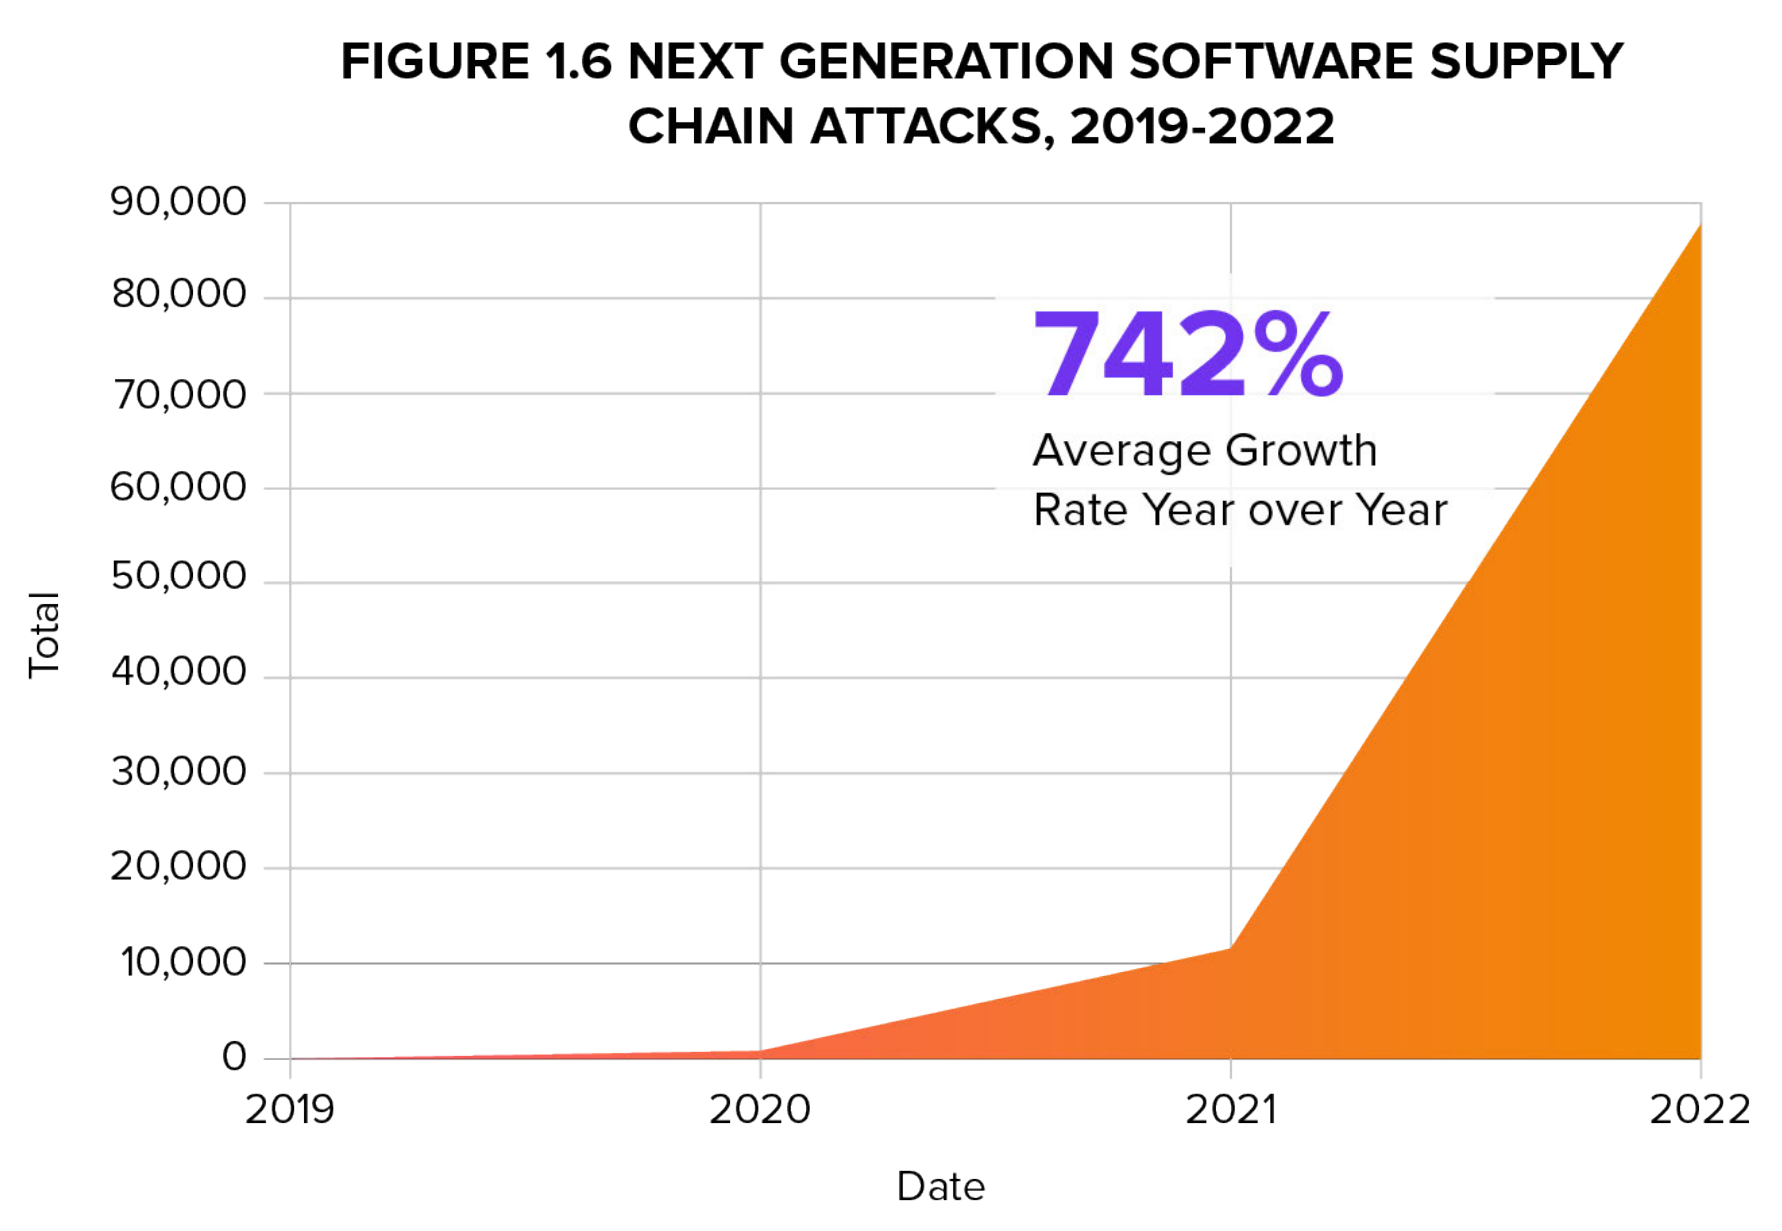 FIGURE 1.6 NEXT GENERATION SOFTWARE SUPPLY
CHAIN ATTACKS, 2019-2022
90,000
80,000
70,000
60,000
50,000
40,000
30,000
20,000
10,000
0
Total
742%
Average Growth
Rate Year over Year
2019 2020 2021 2022
Date